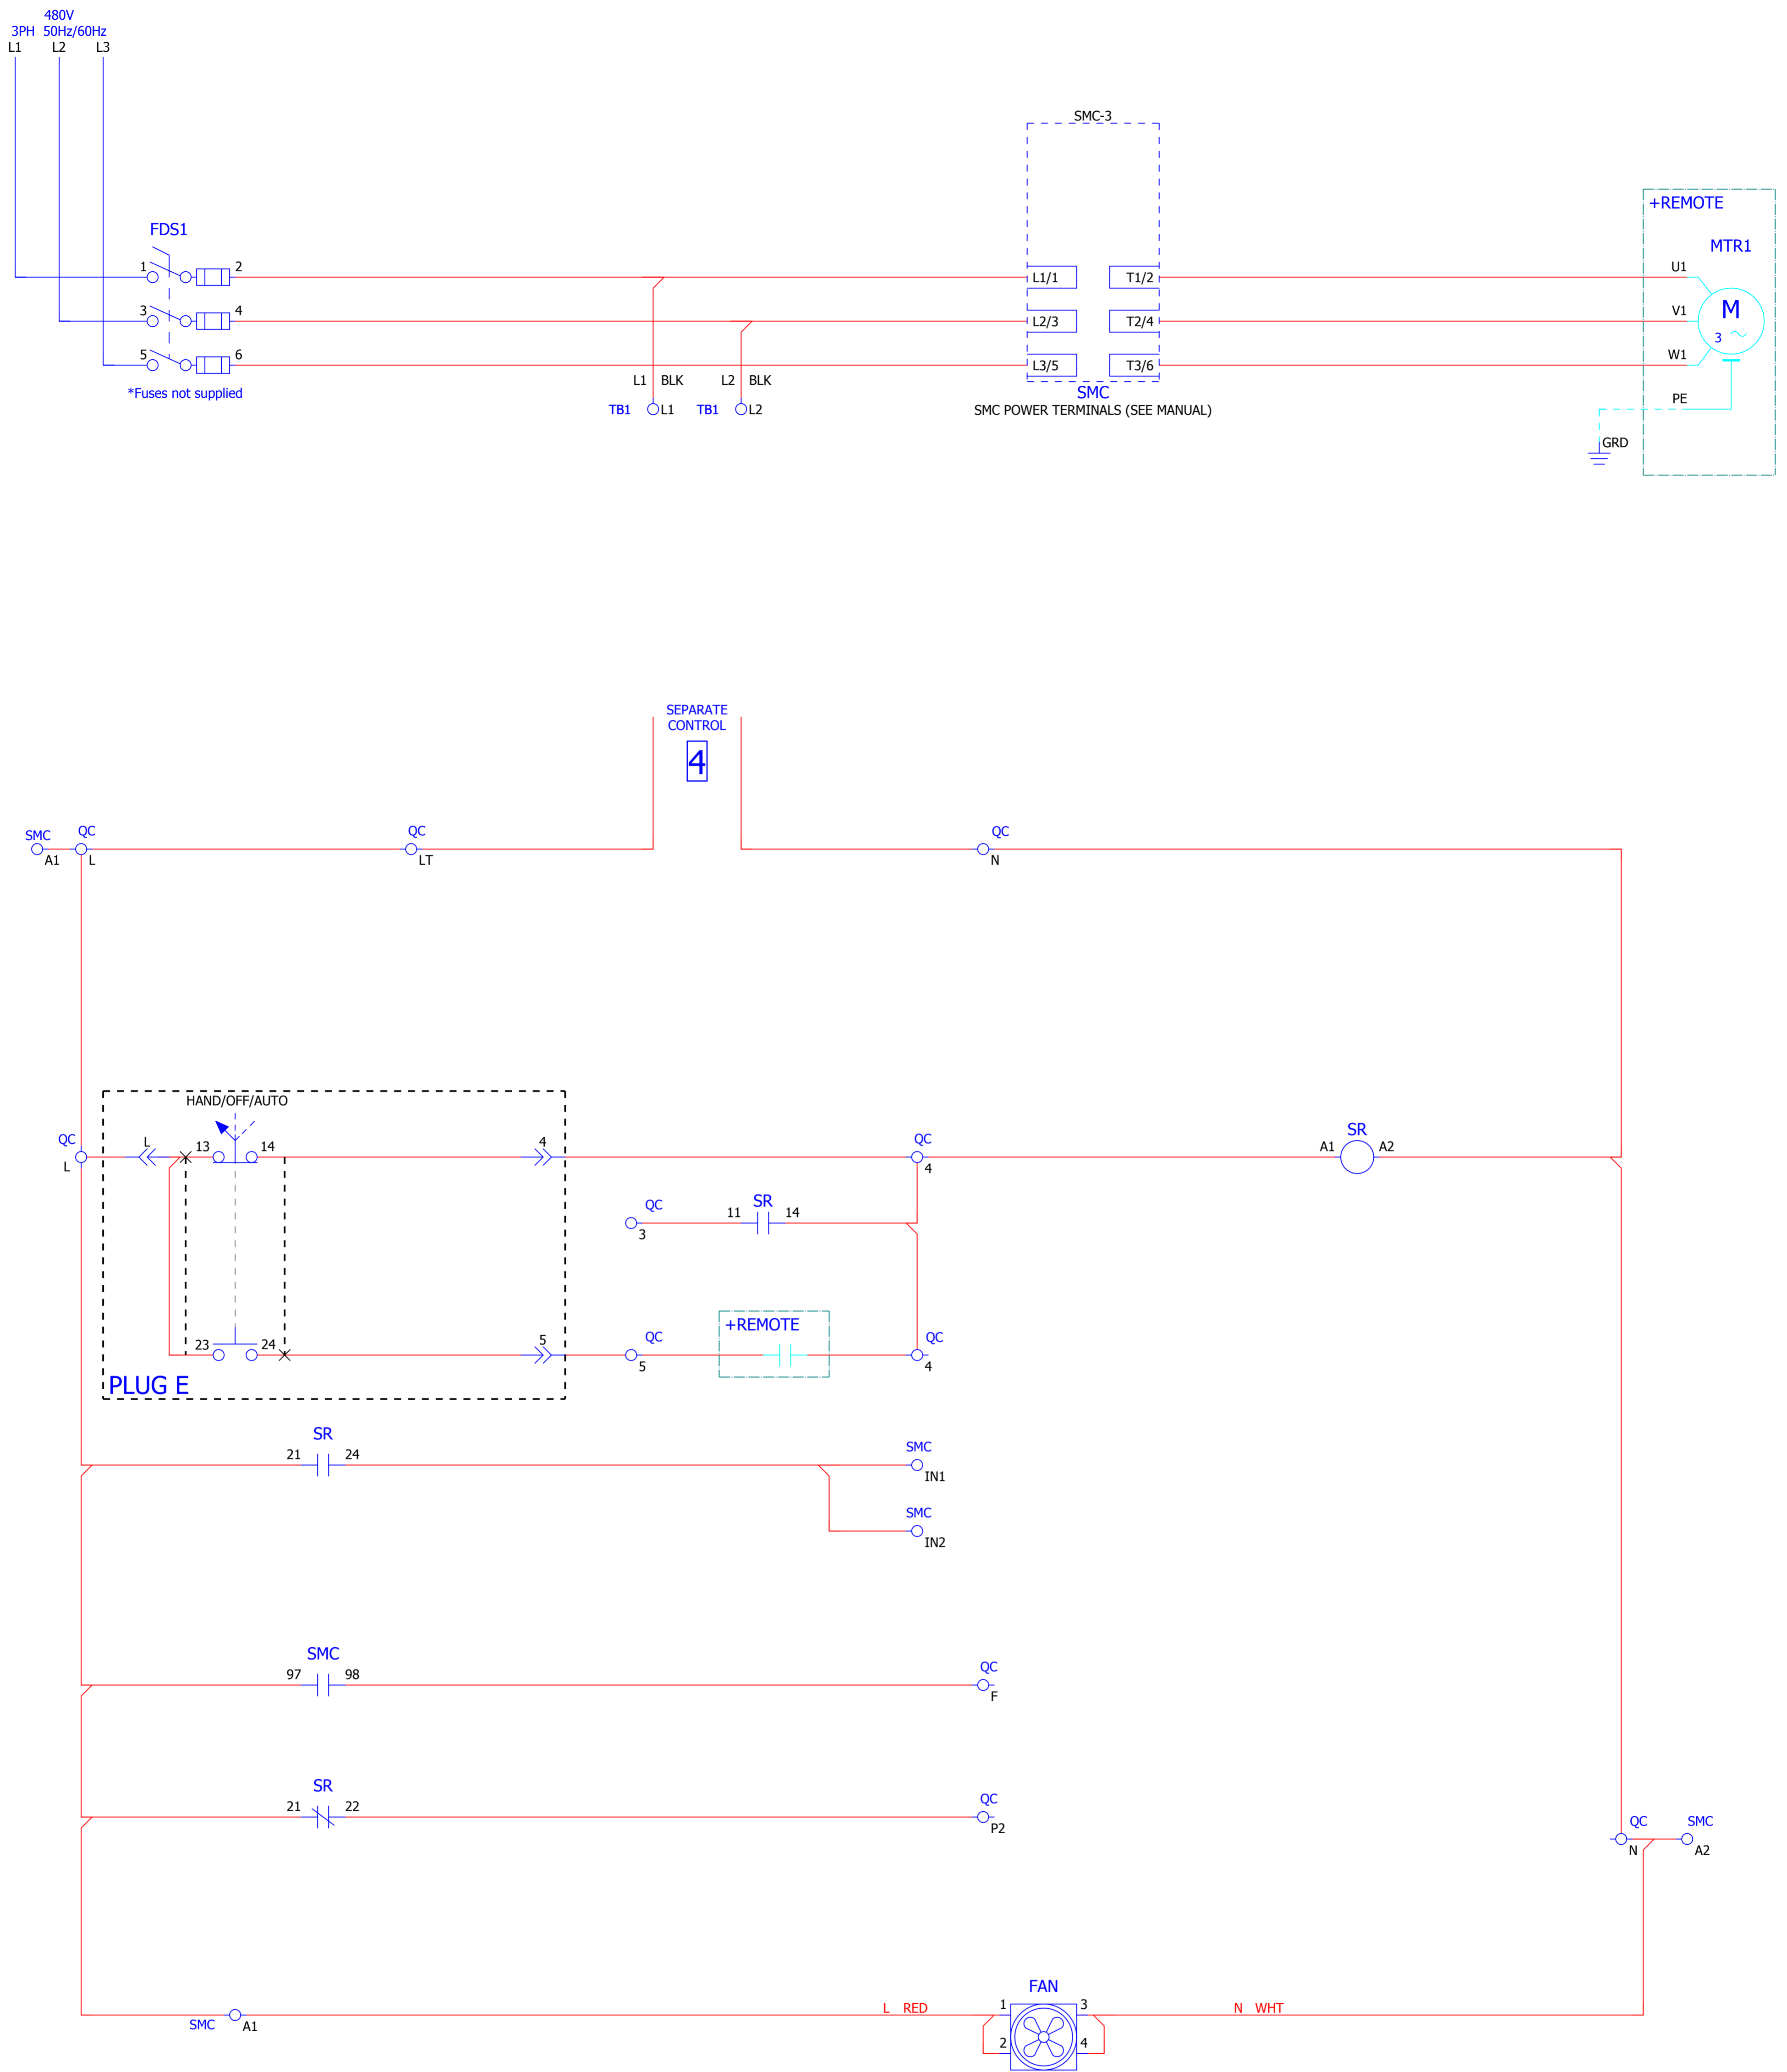 480V
3PH 50Hz/60Hz
L1 L2 L3
SMC-3
+REMOTE
MTR1
FDS1
1 2
L1/1 T1/2
U1
3 4
L2/3 T2/4
V1
M
3
5 6
L3/5 T3/6
W1
*Fuses not supplied
L1 BLK L2 BLK
TB1 L1 TB1 L2
SMC
SMC POWER TERMINALS (SEE MANUAL)
PE
GRD
SEPARATE
CONTROL
4
SMC QC QC QC
A1 L LT N
HAND/OFF/AUTO
QC L 13 14 4 QC SR
A1 A2
L 4
QC SR
11 14
3
+REMOTE
23 24 5 QC QC
5 4
PLUG E
SR SMC
21 24
IN1
SMC
IN2
SMC QC
97 98
F
SR QC
21 22
P2
QC SMC
N A2
FAN
L RED 1 3 N WHT
SMC A1
2 4